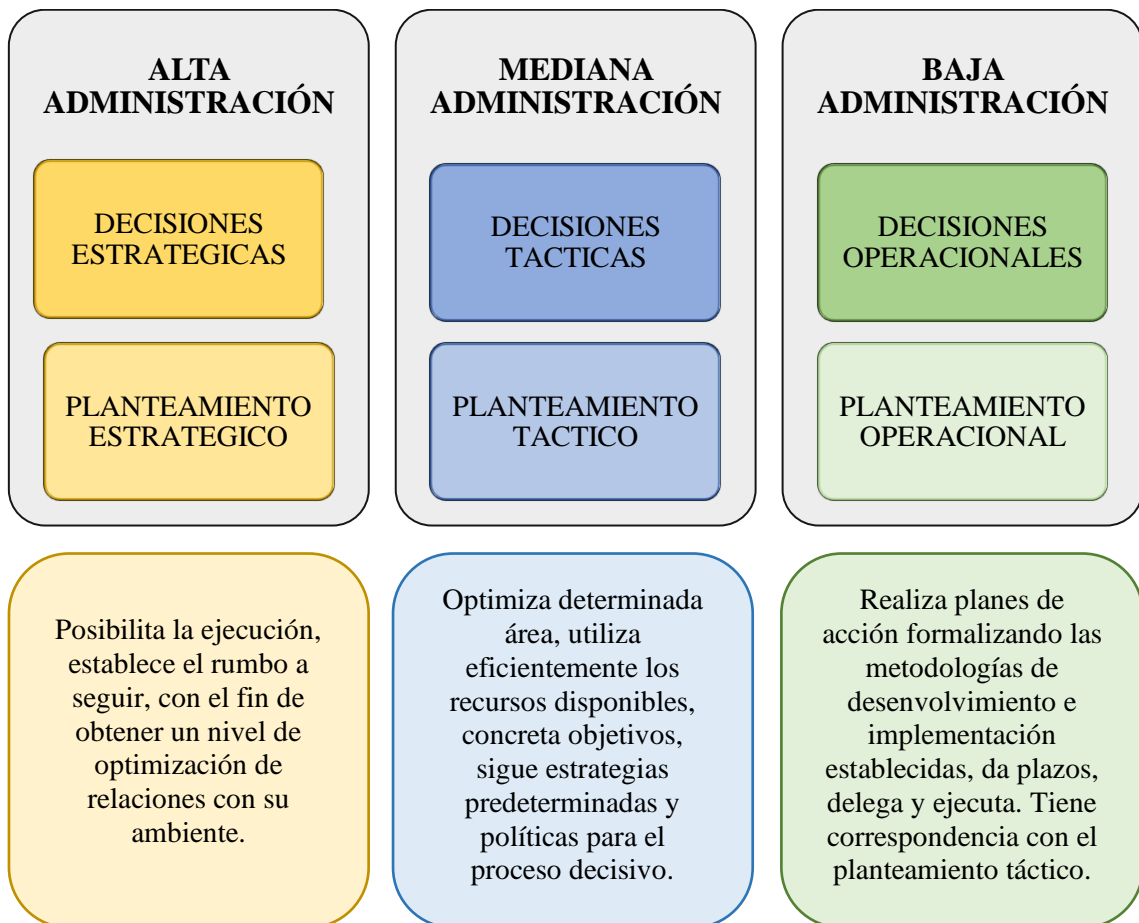 ALTA
ADMINISTRACIÓN
DECISIONES
ESTRATEGICAS
PLANTEAMIENTO
ESTRATEGICO
Posibilita la ejecución,
establece el rumbo a
seguir, con el fin de
obtener un nivel de
optimización de
relaciones con su
ambiente.
MEDIANA
ADMINISTRACIÓN
DECISIONES
TACTICAS
PLANTEAMIENTO
TACTICO
Optimiza determinada
área, utiliza
eficientemente los
recursos disponibles,
concreta objetivos,
sigue estrategias
predeterminadas y
políticas para el
proceso decisivo.
BAJA
ADMINISTRACIÓN
DECISIONES
OPERACIONALES
PLANTEAMIENTO
OPERACIONAL
Realiza planes de
acción formalizando las
metodologías de
desenvolvimiento e
implementación
establecidas, da plazos,
delega y ejecuta. Tiene
correspondencia con el
planteamiento táctico.